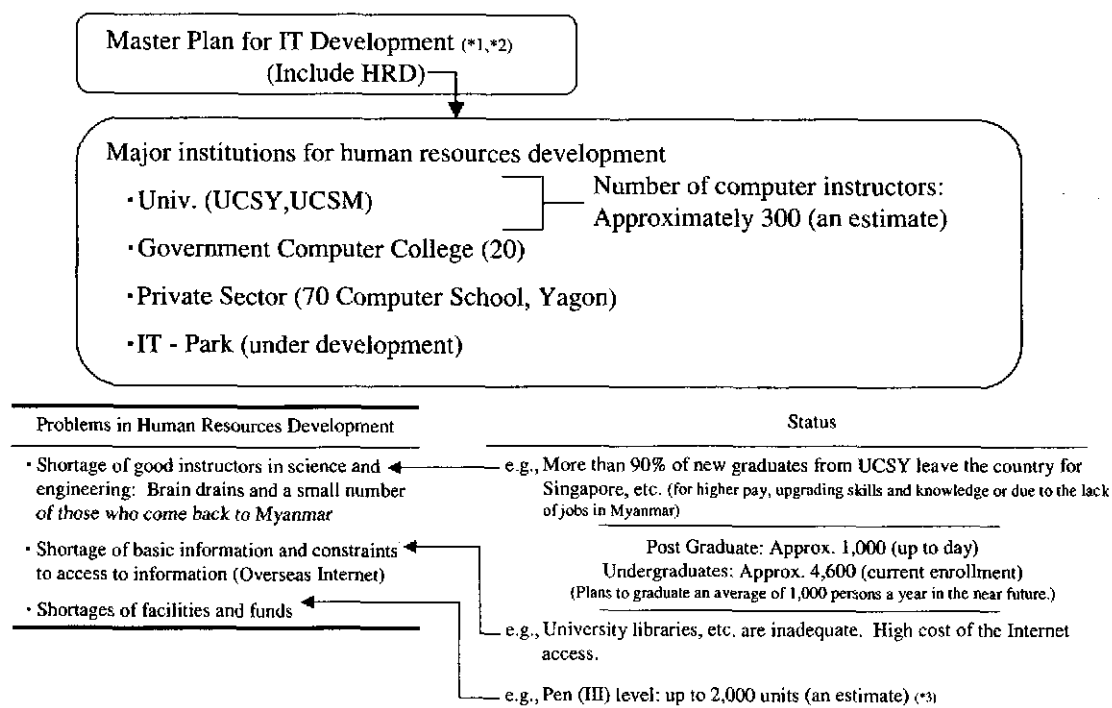 Master Plan for IT Development (*1,*2)
(Include HRD)
Major institutions for human resources development
・Univ. (UCSY,UCSM)
Number of computer instructors:
Approximately 300 (an estimate)
・Government Computer College (20)
・Private Sector (70 Computer School, Yagon)
・IT - Park (under development)
Problems in Human Resources Development
・Shortage of good instructors in science and
engineering: Brain drains and a small number
of those who come back to Myanmar
・Shortage of basic information and constraints
to access to information (Overseas Internet)
・Shortages of facilities and funds
Status
e.g., More than 90% of new graduates from UCSY leave the country for
Singapore, etc. (for higher pay, upgrading skills and knowledge or due to the lack
of jobs in Myanmar)
Post Graduate: Approx. 1,000 (up to day)
Undergraduates: Approx. 4,600 (current enrollment)
(Plans to graduate an average of 1,000 persons a year in the near future.)
e.g., University libraries, etc. are inadequate. High cost of the Internet
access.
e.g., Pen (III) level: up to 2,000 units (an estimate) (*3)